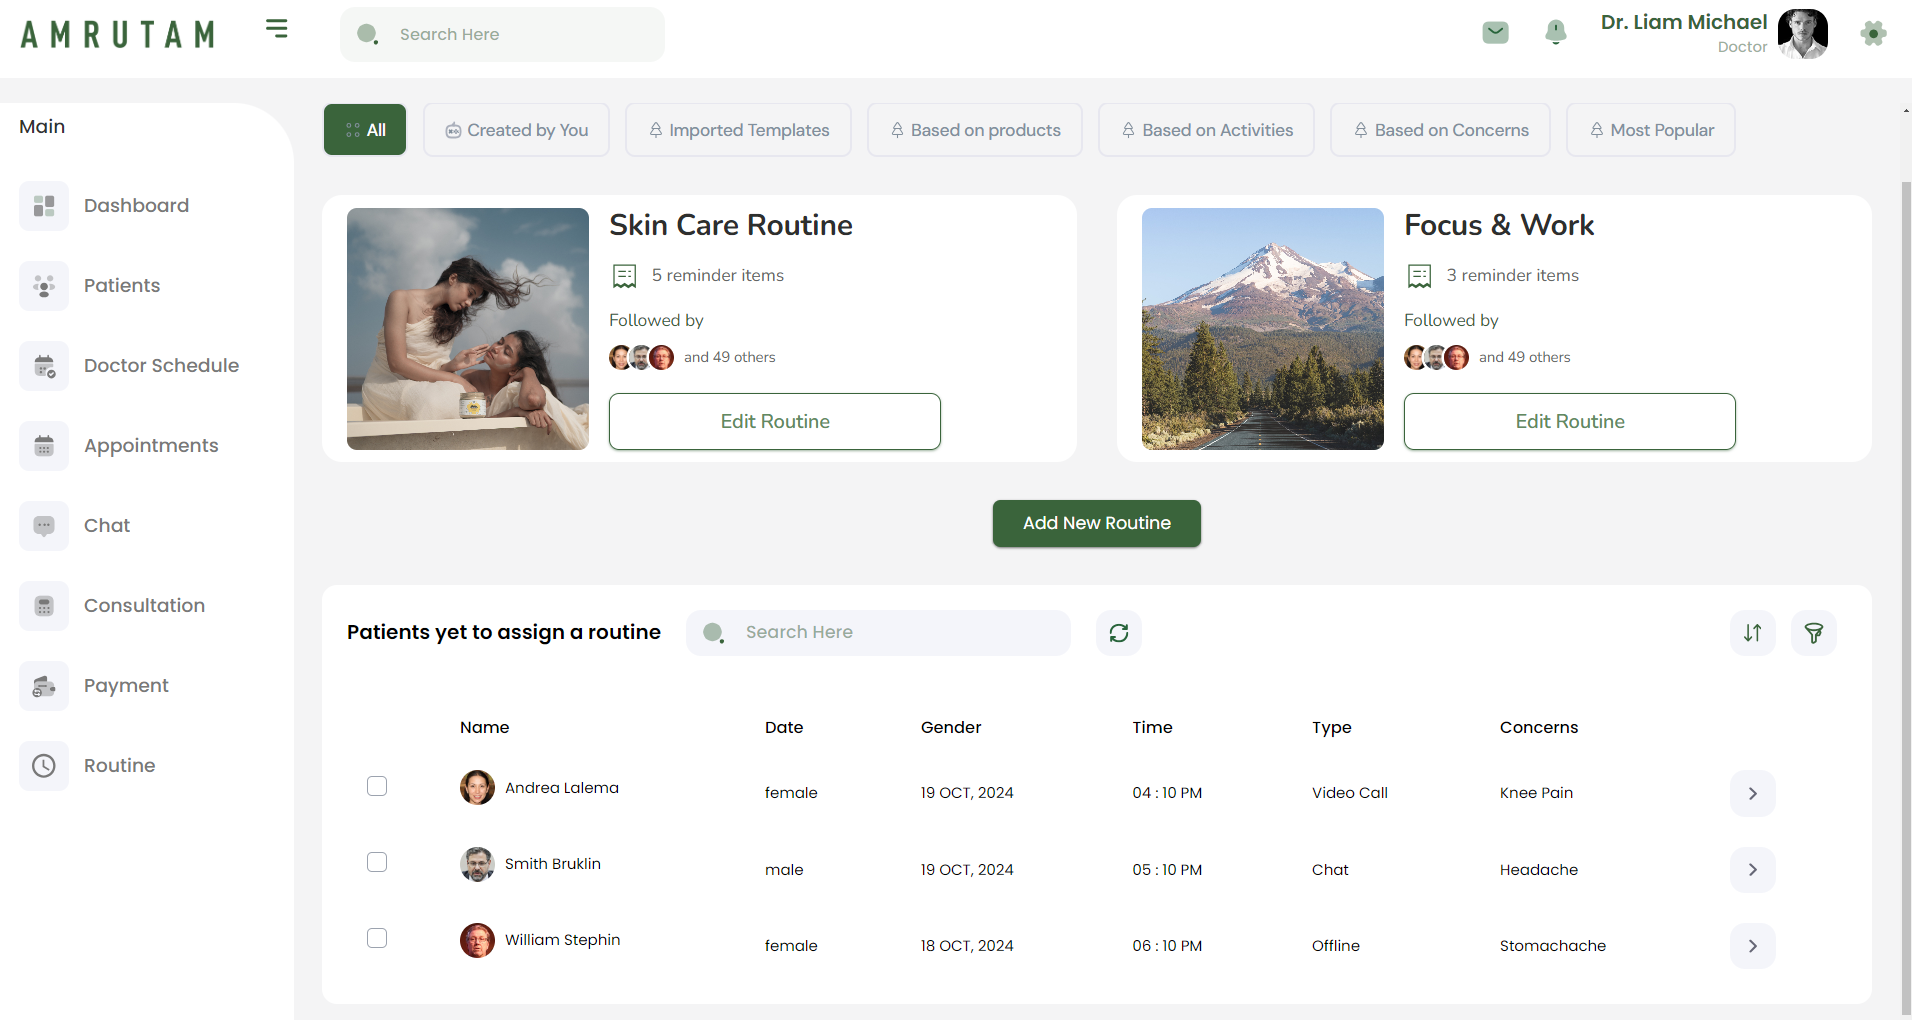 AMRUTAM
Search Here
Dr. Liam Michael
Doctor
Main
Dashboard
Patients
Doctor Schedule
Appointments
Chat
Consultation
Payment
Routine
All
Created by You
Imported Templates
Based on products
Based on Activities
Based on Concerns
Most Popular
Skin Care Routine
5 reminder items
Followed by
and 49 others
Edit Routine
Focus & Work
3 reminder items
Followed by
and 49 others
Edit Routine
Add New Routine
Patients yet to assign a routine
Search Here
Name Date Gender Time Type Concerns
Andrea Lalema female 19 OCT, 2024 04 : 10 PM Video Call Knee Pain
Smith Bruklin male 19 OCT, 2024 05 : 10 PM Chat Headache
William Stephin female 18 OCT, 2024 06 : 10 PM Offline Stomachache